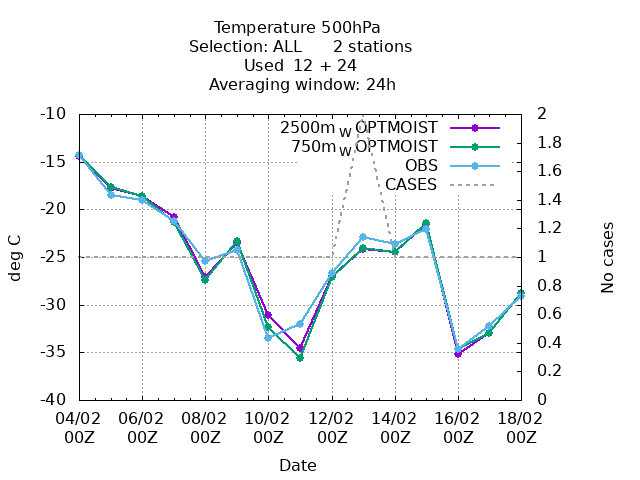 Temperature 500hPa
Selection: ALL 2 stations
Used 12 + 24
Averaging window: 24h
2500m W OPTMOIST
750m W OPTMOIST
OBS
CASES
-10
-15
-20
-25
-30
-35
-40
2
1.8
1.6
1.4
1.2
1
0.8
0.6
0.4
0.2
0
deg C
No cases
04/02 06/02 08/02 10/02 12/02 14/02 16/02 18/02
00Z 00Z 00Z 00Z 00Z 00Z 00Z 00Z
Date